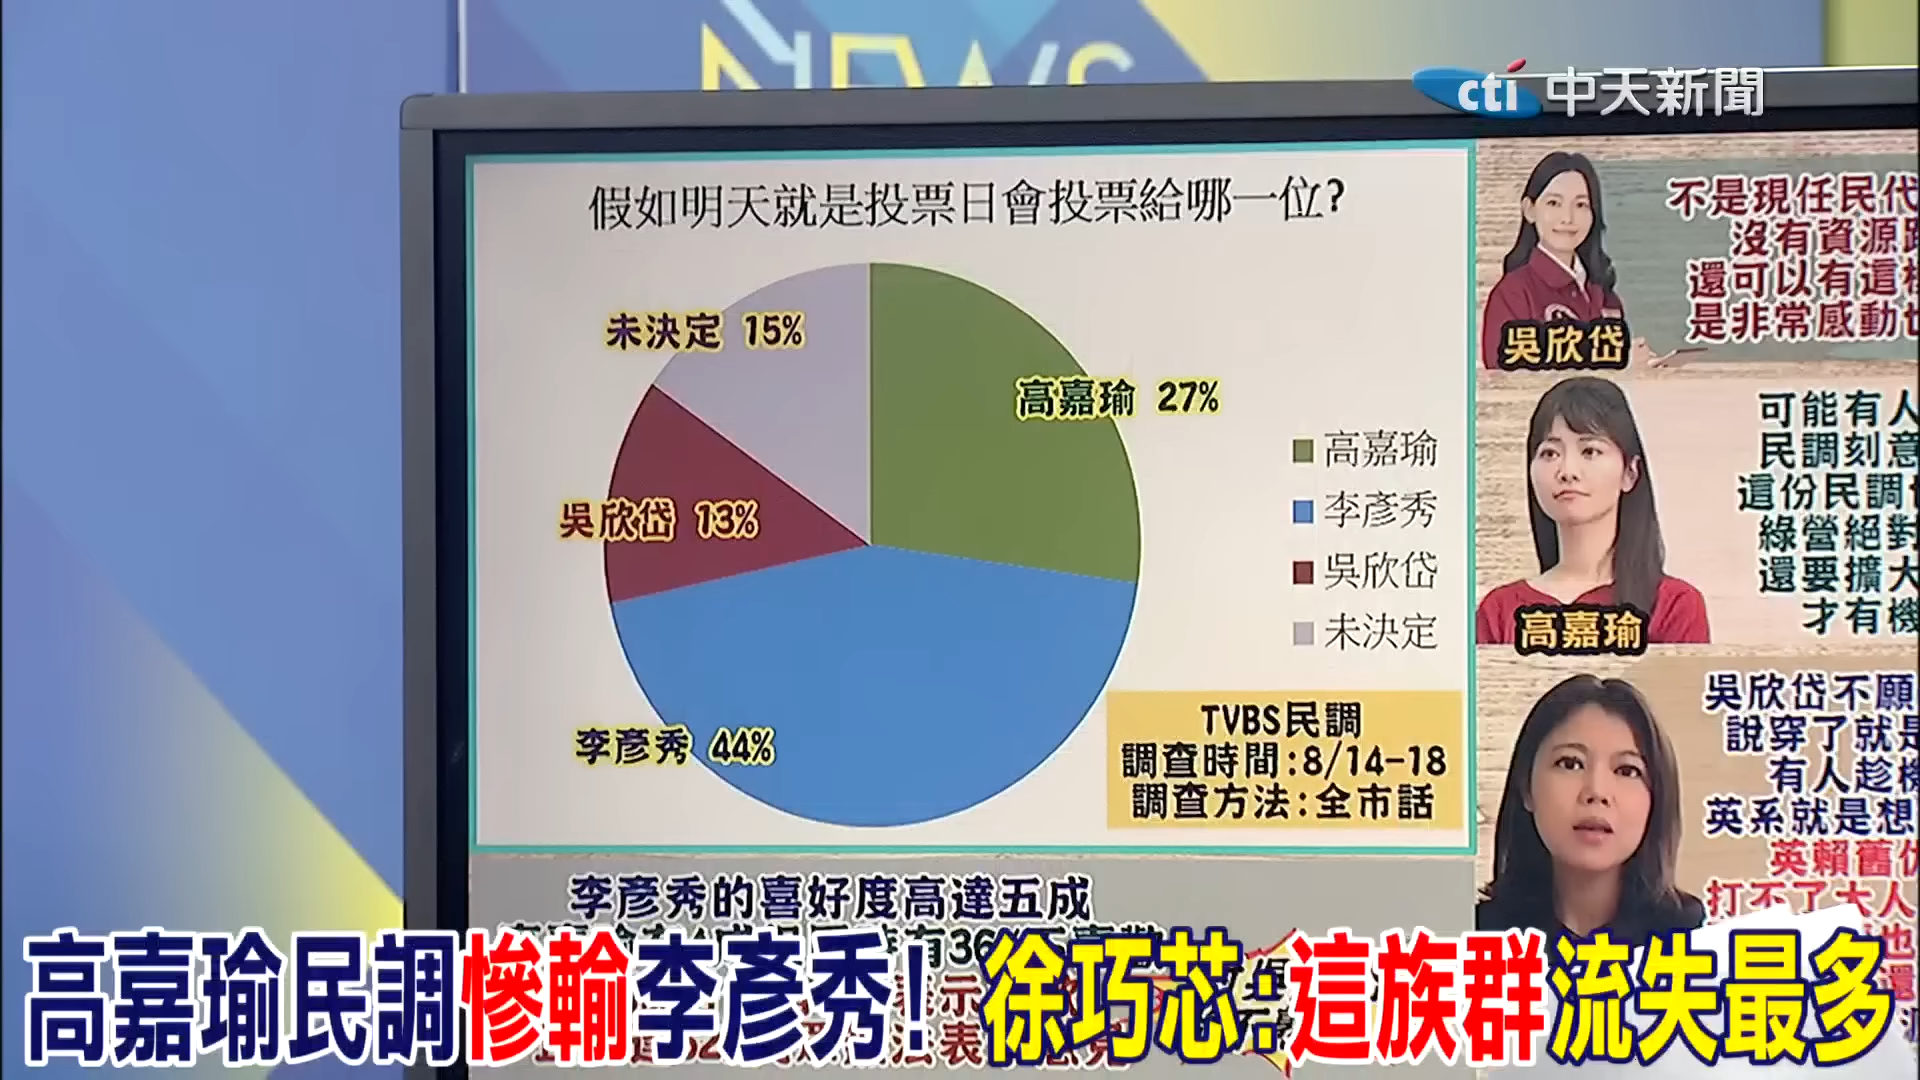 NEWS
cti 中天新聞
假如明天就是投票日會投票給哪一位?
未決定 15%
高嘉瑜 27%
吳欣岱 13%
李彥秀 44%
高嘉瑜
李彥秀
吳欣岱
未決定
TVBS民調
調查時間:8/14-18
調查方法:全市話
不是現任民代
沒有資源
還可以有這
是非常感動
吳欣岱
可能有人
民調刻意
這份民調
綠營絕對
還要擴大
才有機
高嘉瑜
吳欣岱不願
說穿了就是
有人趁機
英系就是想
英賴舊
打不了大人
李彥秀的喜好度高達五成
高嘉瑜民調慘輸李彥秀! 徐巧芯:這族群流失最多